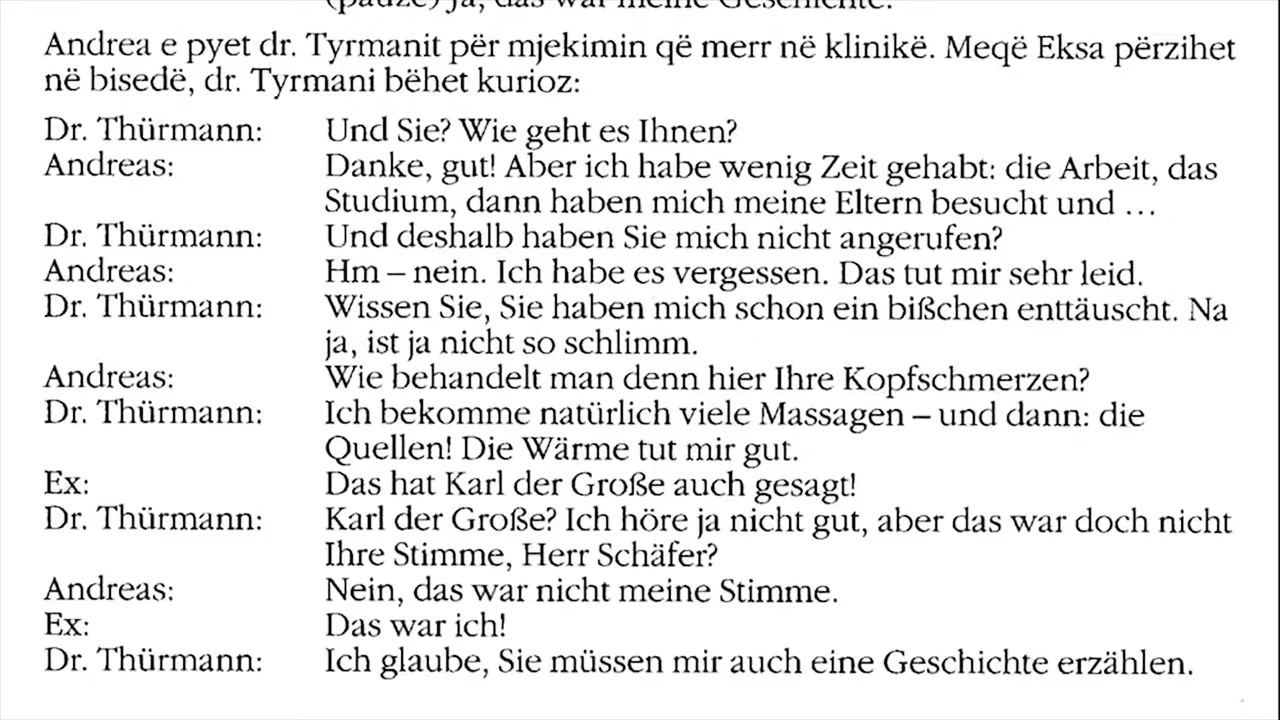 (pauze) Ja, das war meine Geschichte.
Andrea e pyet dr. Tyrmanit për mjekimin që merr në klinikë. Meqë Eksa përzihet
në bisedë, dr. Tyrmani bëhet kurioz:
Dr. Thürmann: Und Sie? Wie geht es Ihnen?
Andreas: Danke, gut! Aber ich habe wenig Zeit gehabt: die Arbeit, das
Studium, dann haben mich meine Eltern besucht und …
Dr. Thürmann: Und deshalb haben Sie mich nicht angerufen?
Andreas: Hm – nein. Ich habe es vergessen. Das tut mir sehr leid.
Dr. Thürmann: Wissen Sie, Sie haben mich schon ein bißchen enttäuscht. Na
ja, ist ja nicht so schlimm.
Andreas: Wie behandelt man denn hier Ihre Kopfschmerzen?
Dr. Thürmann: Ich bekomme natürlich viele Massagen – und dann: die
Quellen! Die Wärme tut mir gut.
Ex: Das hat Karl der Große auch gesagt!
Dr. Thürmann: Karl der Große? Ich höre ja nicht gut, aber das war doch nicht
Ihre Stimme, Herr Schäfer?
Andreas: Nein, das war nicht meine Stimme.
Ex: Das war ich!
Dr. Thürmann: Ich glaube, Sie müssen mir auch eine Geschichte erzählen.